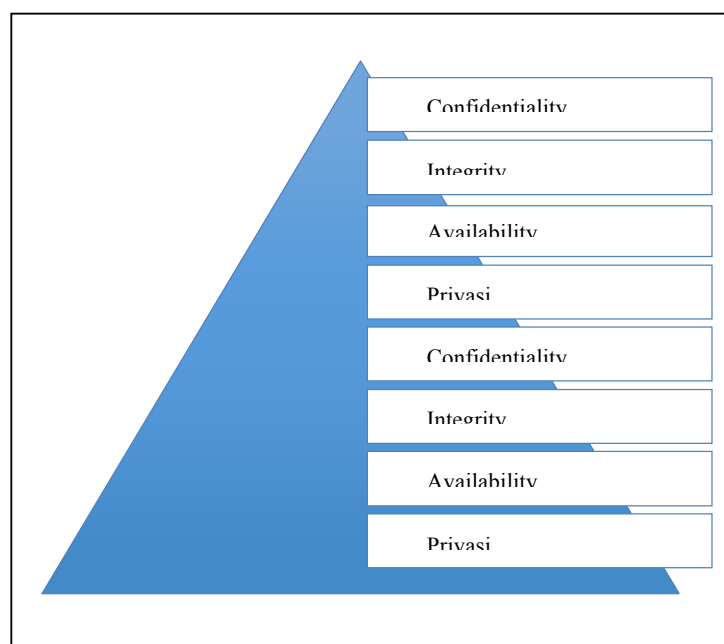 Confidentiality
Integrity
Availability
Privasi
Confidentiality
Integrity
Availability
Privasi